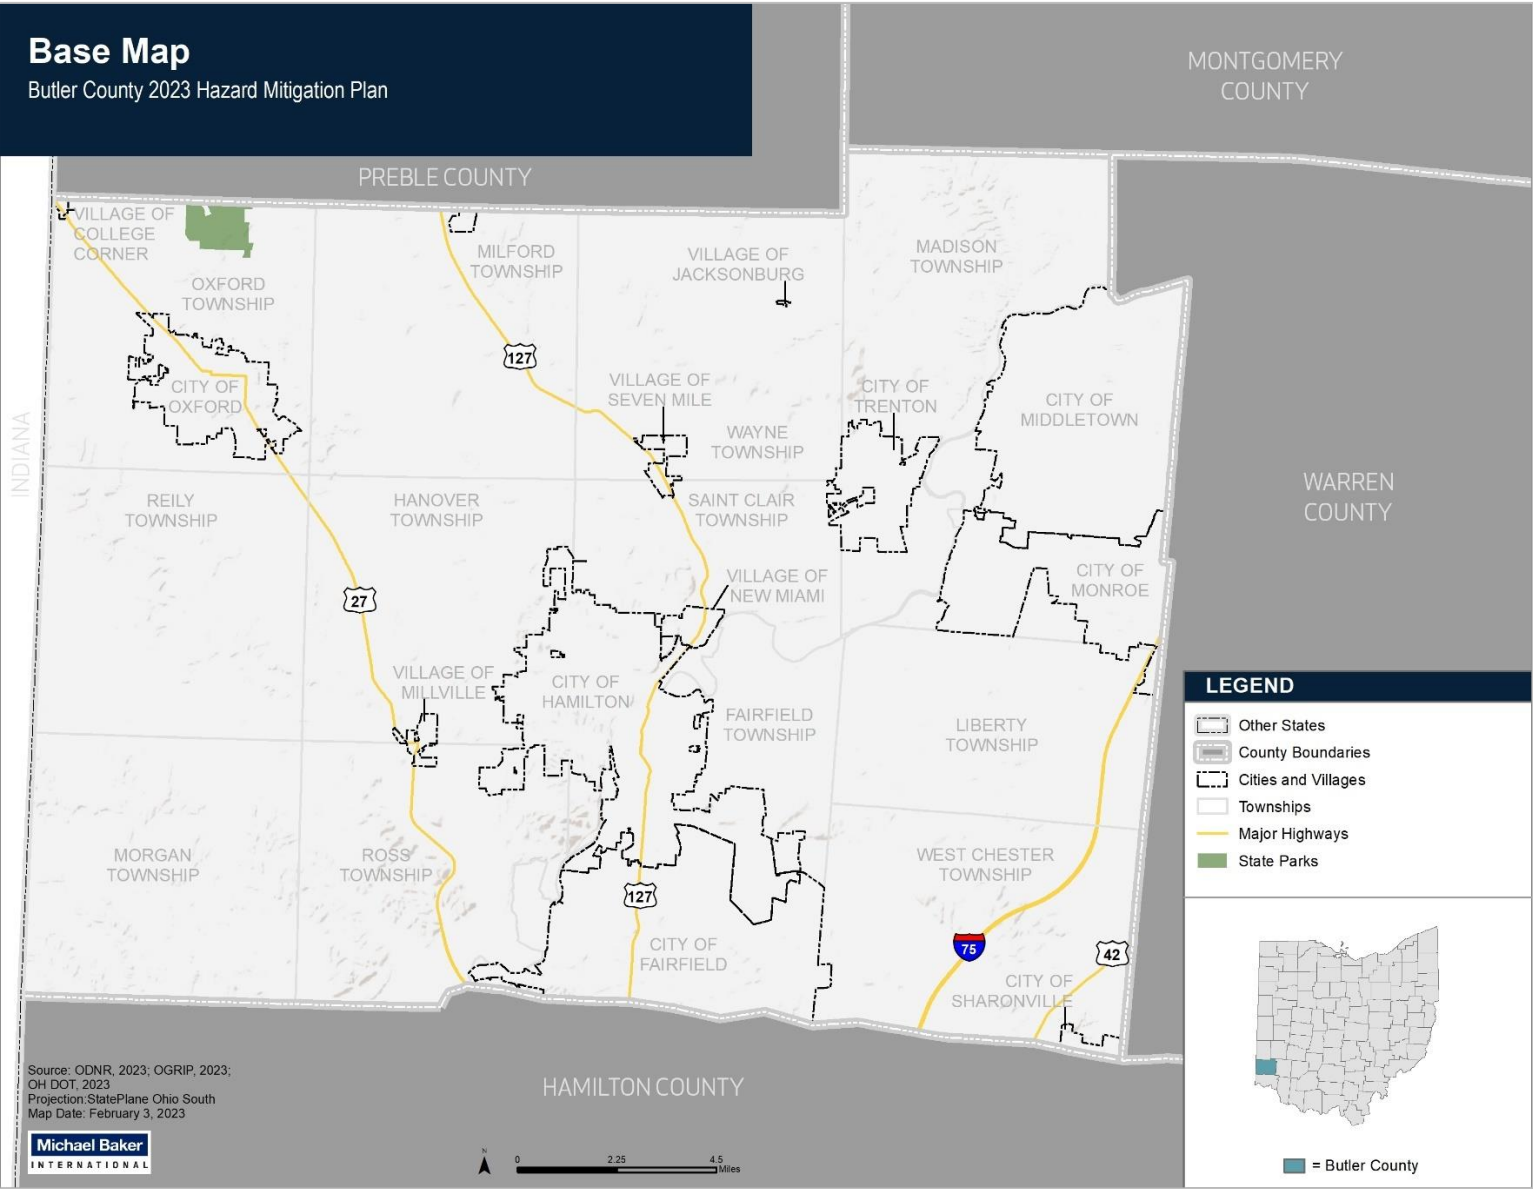 Base Map
Butler County 2023 Hazard Mitigation Plan
MONTGOMERY
COUNTY
PREBLE COUNTY
VILLAGE OF
COLLEGE
CORNER
OXFORD
TOWNSHIP
MILFORD
TOWNSHIP
VILLAGE OF
JACKSONBURG
MADISON
TOWNSHIP
127
CITY OF
OXFORD
VILLAGE OF
SEVEN MILE
WAYNE
TOWNSHIP
CITY OF
TRENTON
CITY OF
MIDDLETOWN
INDIANA
REILY
TOWNSHIP
HANOVER
TOWNSHIP
SAINT CLAIR
TOWNSHIP
WARREN
COUNTY
27
VILLAGE OF
NEW MIAMI
CITY OF
MONROE
VILLAGE OF
MILLVILLE
CITY OF
HAMILTON
FAIRFIELD
TOWNSHIP
LIBERTY
TOWNSHIP
MORGAN
TOWNSHIP
ROSS
TOWNSHIP
WEST CHESTER
TOWNSHIP
127
CITY OF
FAIRFIELD
75
42
CITY OF
SHARONVILLE
HAMILTON COUNTY
LEGEND
Other States
County Boundaries
Cities and Villages
Townships
Major Highways
State Parks
= Butler County
Source: ODNR, 2023; OGRIP, 2023;
OH DOT, 2023
Projection:StatePlane Ohio South
Map Date: February 3, 2023
Michael Baker
INTERNATIONAL
N
0 2.25 4.5
Miles